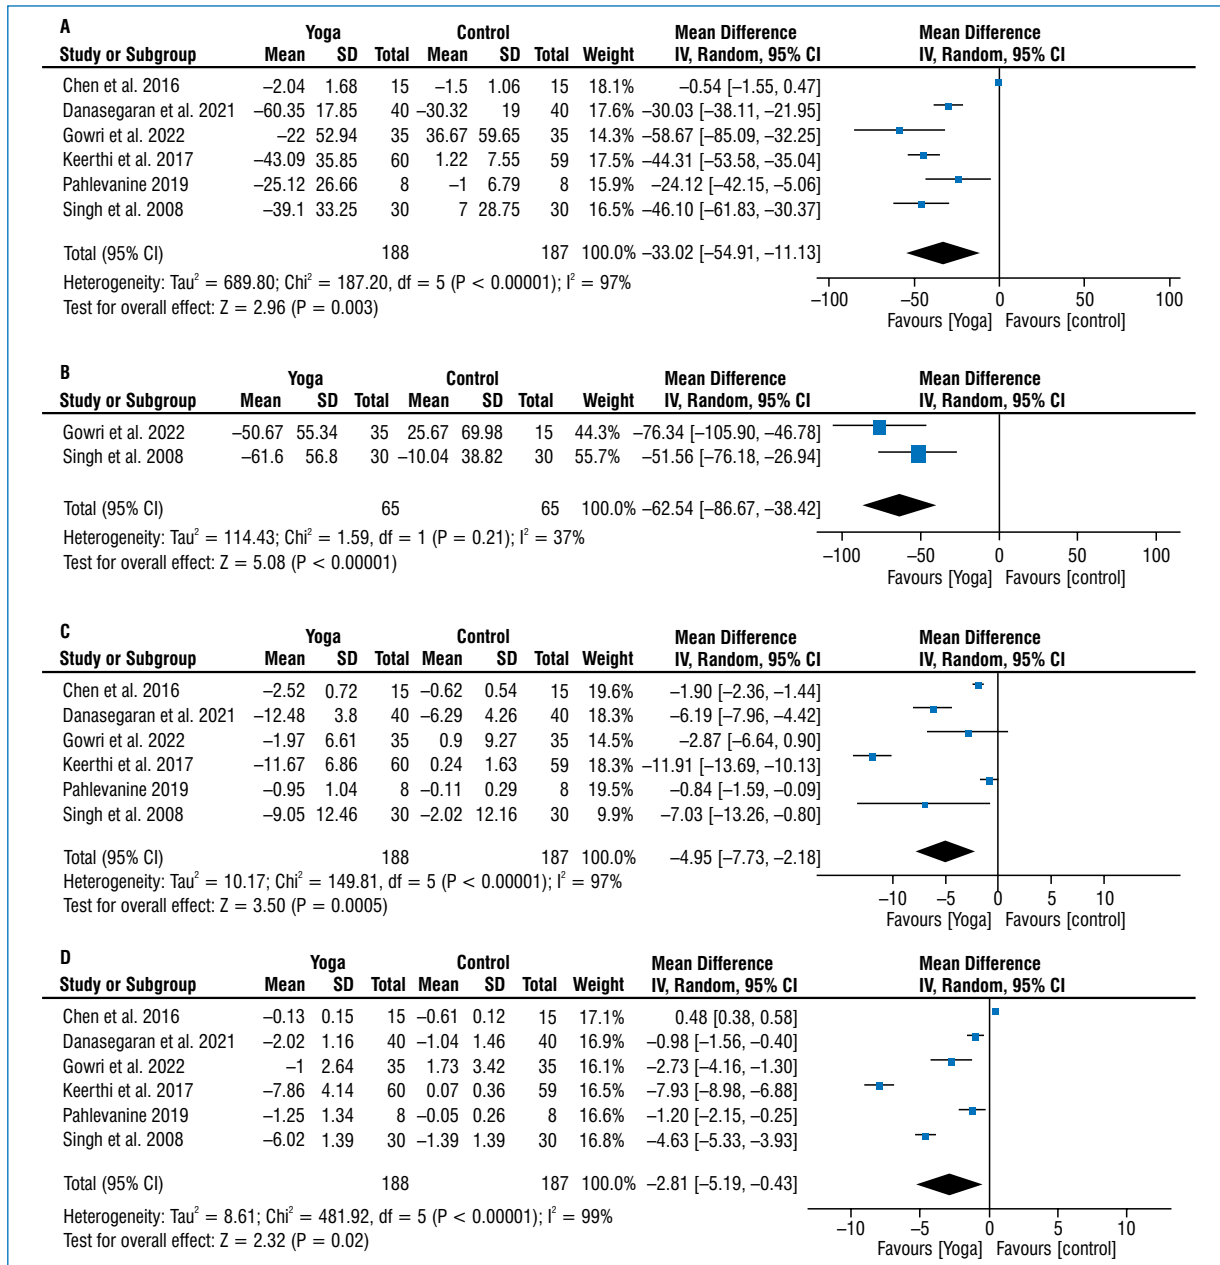 A
Yoga Control Mean Difference Mean Difference
Study or Subgroup Mean SD Total Mean SD Total Weight IV, Random, 95% CI IV, Random, 95% CI
Chen et al. 2016 −2.04 1.68 15 −1.5 1.06 15 18.1% −0.54 [−1.55, 0.47]
Danasegaran et al. 2021 −60.35 17.85 40 −30.32 19 40 17.6% −30.03 [−38.11, −21.95]
Gowri et al. 2022 −22 52.94 35 36.67 59.65 35 14.3% −58.67 [−85.09, −32.25]
Keerthi et al. 2017 −43.09 35.85 60 1.22 7.55 59 17.5% −44.31 [−53.58, −35.04]
Pahlevanine 2019 −25.12 26.66 8 −1 6.79 8 15.9% −24.12 [−42.15, −5.06]
Singh et al. 2008 −39.1 33.25 30 7 28.75 30 16.5% −46.10 [−61.83, −30.37]
Total (95% CI) 188 187 100.0% −33.02 [−54.91, −11.13]
Heterogeneity: Tau² = 689.80; Chi² = 187.20, df = 5 (P < 0.00001); I² = 97%
Test for overall effect: Z = 2.96 (P = 0.003)
−100 −50 0 50 100
Favours [Yoga] Favours [control]
B
Yoga Control Mean Difference Mean Difference
Study or Subgroup Mean SD Total Mean SD Total Weight IV, Random, 95% CI IV, Random, 95% CI
Gowri et al. 2022 −50.67 55.34 35 25.67 69.98 15 44.3% −76.34 [−105.90, −46.78]
Singh et al. 2008 −61.6 56.8 30 −10.04 38.82 30 55.7% −51.56 [−76.18, −26.94]
Total (95% CI) 65 65 100.0% −62.54 [−86.67, −38.42]
Heterogeneity: Tau² = 114.43; Chi² = 1.59, df = 1 (P = 0.21); I² = 37%
Test for overall effect: Z = 5.08 (P < 0.00001)
−100 −50 0 50 100
Favours [Yoga] Favours [control]
C
Yoga Control Mean Difference Mean Difference
Study or Subgroup Mean SD Total Mean SD Total Weight IV, Random, 95% CI IV, Random, 95% CI
Chen et al. 2016 −2.52 0.72 15 −0.62 0.54 15 19.6% −1.90 [−2.36, −1.44]
Danasegaran et al. 2021 −12.48 3.8 40 −6.29 4.26 40 18.3% −6.19 [−7.96, −4.42]
Gowri et al. 2022 −1.97 6.61 35 0.9 9.27 35 14.5% −2.87 [−6.64, 0.90]
Keerthi et al. 2017 −11.67 6.86 60 0.24 1.63 59 18.3% −11.91 [−13.69, −10.13]
Pahlevanine 2019 −0.95 1.04 8 −0.11 0.29 8 19.5% −0.84 [−1.59, −0.09]
Singh et al. 2008 −9.05 12.46 30 −2.02 12.16 30 9.9% −7.03 [−13.26, −0.80]
Total (95% CI) 188 187 100.0% −4.95 [−7.73, −2.18]
Heterogeneity: Tau² = 10.17; Chi² = 149.81, df = 5 (P < 0.00001); I² = 97%
Test for overall effect: Z = 3.50 (P = 0.0005)
−10 −5 0 5 10
Favours [Yoga] Favours [control]
D
Yoga Control Mean Difference Mean Difference
Study or Subgroup Mean SD Total Mean SD Total Weight IV, Random, 95% CI IV, Random, 95% CI
Chen et al. 2016 −0.13 0.15 15 −0.61 0.12 15 17.1% 0.48 [0.38, 0.58]
Danasegaran et al. 2021 −2.02 1.16 40 −1.04 1.46 40 16.9% −0.98 [−1.56, −0.40]
Gowri et al. 2022 −1 2.64 35 1.73 3.42 35 16.1% −2.73 [−4.16, −1.30]
Keerthi et al. 2017 −7.86 4.14 60 0.07 0.36 59 16.5% −7.93 [−8.98, −6.88]
Pahlevanine 2019 −1.25 1.34 8 −0.05 0.26 8 16.6% −1.20 [−2.15, −0.25]
Singh et al. 2008 −6.02 1.39 30 −1.39 1.39 30 16.8% −4.63 [−5.33, −3.93]
Total (95% CI) 188 187 100.0% −2.81 [−5.19, −0.43]
Heterogeneity: Tau² = 8.61; Chi² = 481.92, df = 5 (P < 0.00001); I² = 99%
Test for overall effect: Z = 2.32 (P = 0.02)
−10 −5 0 5 10
Favours [Yoga] Favours [control]